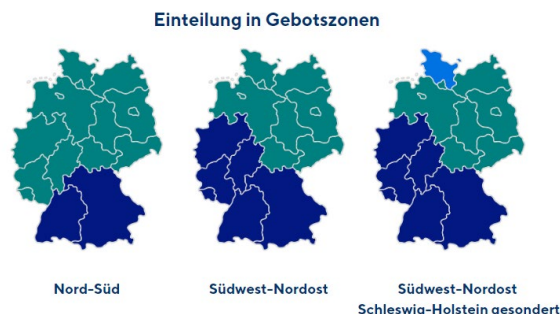 Einteilung in Gebotszonen
Nord-Süd
Südwest-Nordost
Südwest-Nordost
Schleswig-Holstein gesondert